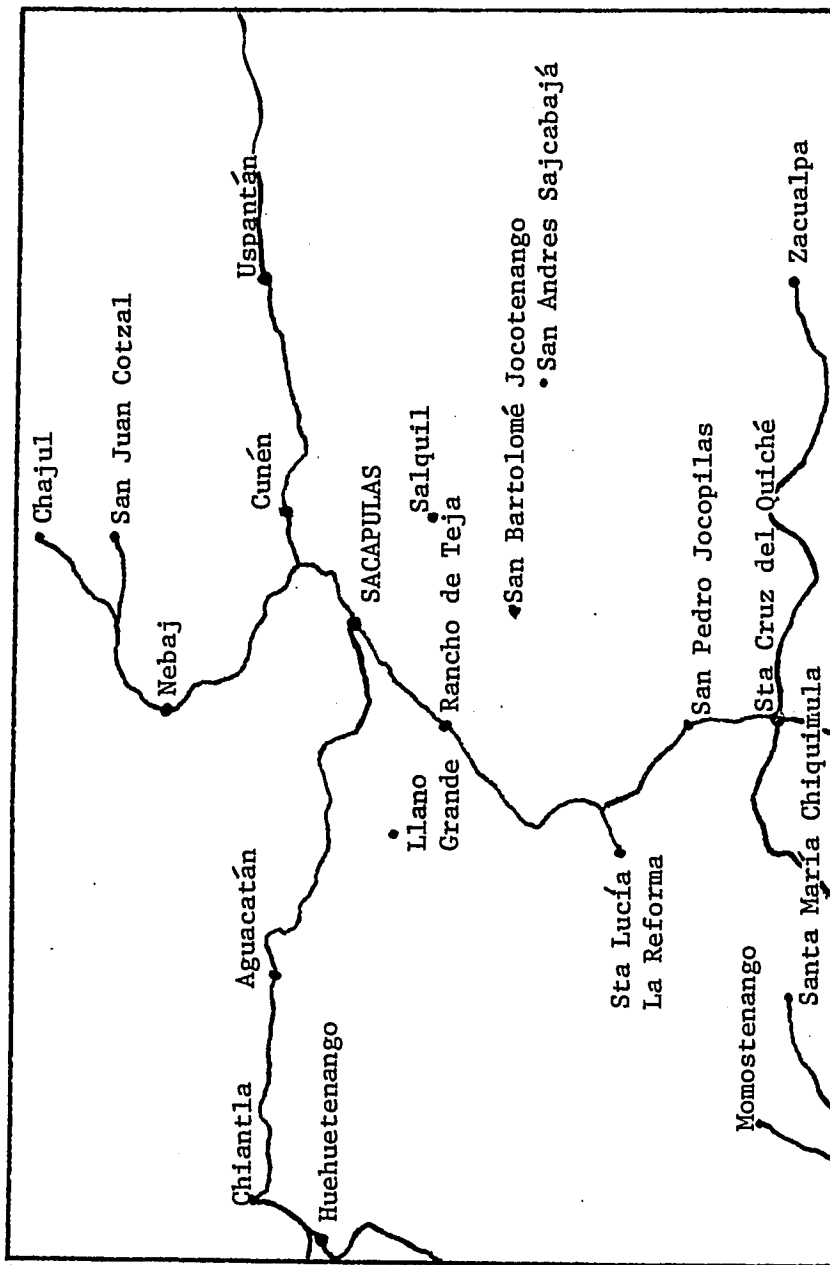 Chajul
San Juan Cotzal
Nebaj
Uspantán
Cunén
Chiantla
Aguacatán
Huehuetenango
SACAPULAS
Llano
Grande
Salquil
Rancho de Teja
San Bartolomé Jocotenango
San Andres Sajcabajá
Sta Lucía
La Reforma
San Pedro Jocopilas
Momostenango
Sta Cruz del Quiché
Zacualpa
Santa María Chiquimula